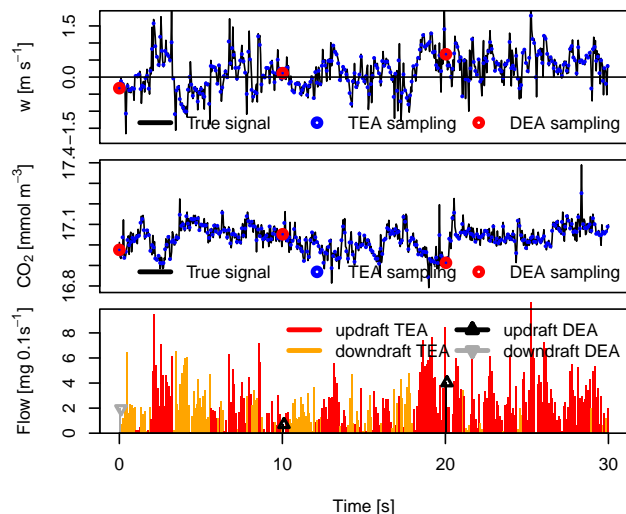 w [m s⁻¹]
1.5
0.0
−1.5
True signal
TEA sampling
DEA sampling
CO₂ [mmol m⁻³]
17.4
17.1
16.8
True signal
TEA sampling
DEA sampling
Flow [mg 0.1s⁻¹]
8
6
4
2
0
updraft TEA
updraft DEA
downdraft TEA
downdraft DEA
0
10
20
30
Time [s]